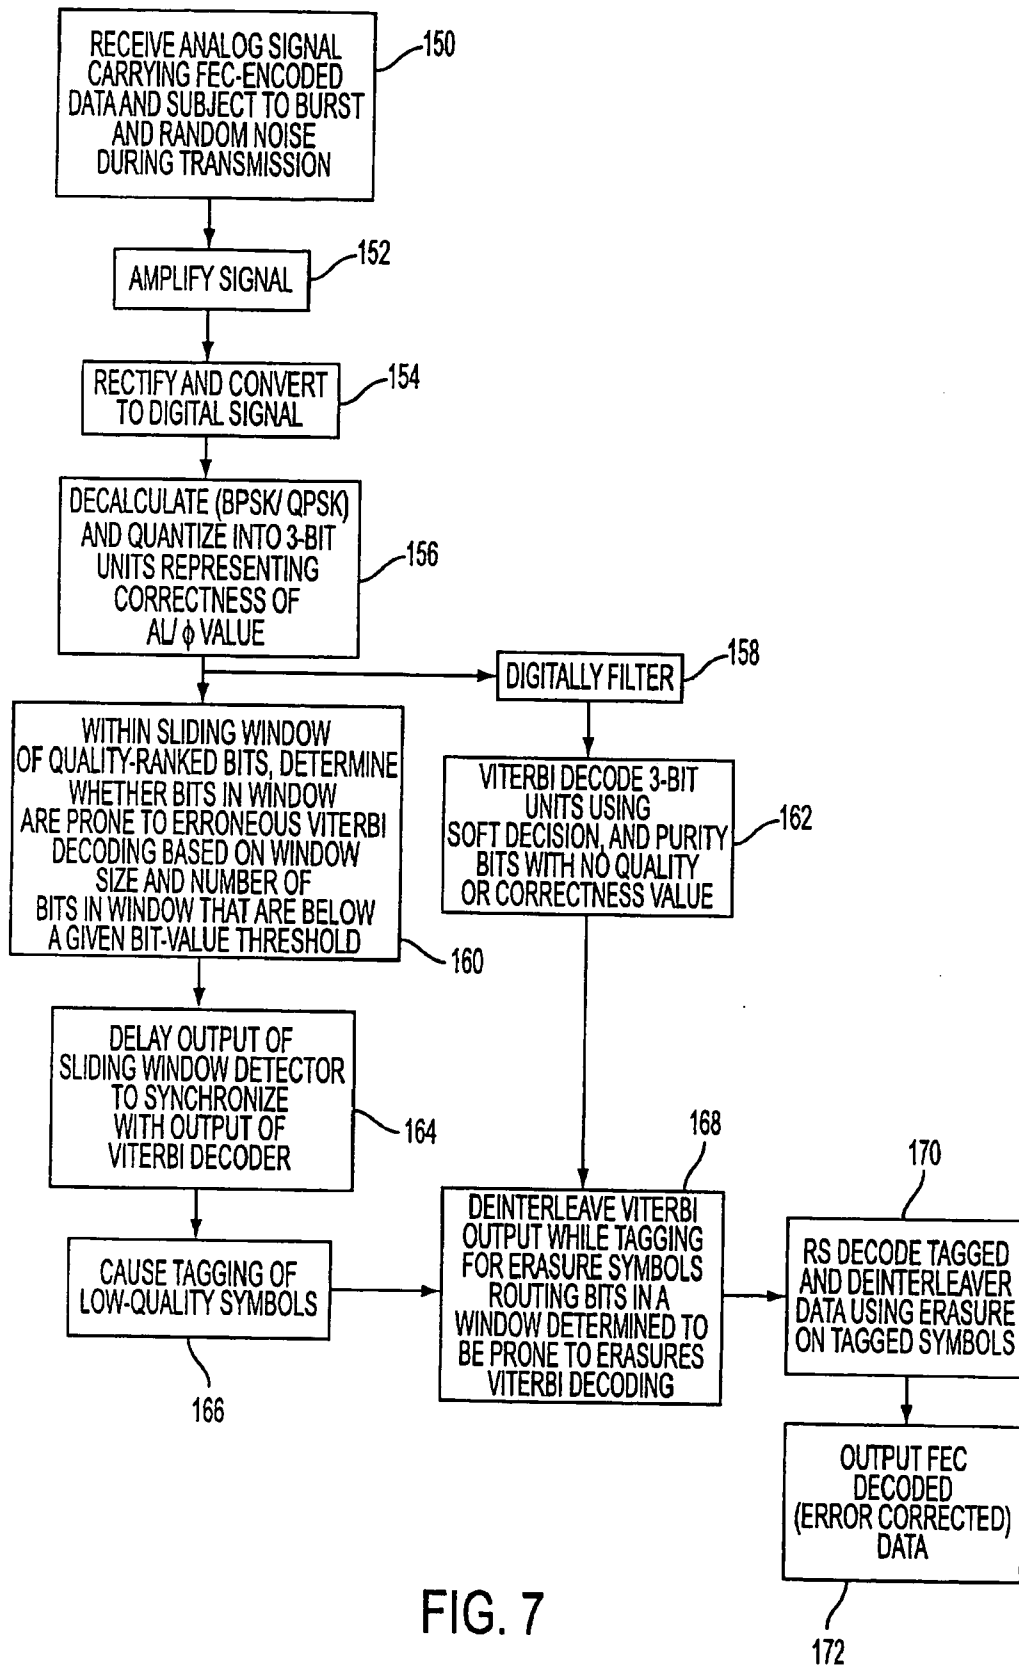 RECEIVE ANALOG SIGNAL
CARRYING FEC-ENCODED
DATA AND SUBJECT TO BURST
AND RANDOM NOISE
DURING TRANSMISSION
150
AMPLIFY SIGNAL
152
RECTIFY AND CONVERT
TO DIGITAL SIGNAL
154
DECALCULATE (BPSK/ QPSK)
AND QUANTIZE INTO 3-BIT
UNITS REPRESENTING
CORRECTNESS OF
AL/ ϕ VALUE
156
DIGITALLY FILTER
158
WITHIN SLIDING WINDOW
OF QUALITY-RANKED BITS, DETERMINE
WHETHER BITS IN WINDOW
ARE PRONE TO ERRONEOUS VITERBI
DECODING BASED ON WINDOW
SIZE AND NUMBER OF
BITS IN WINDOW THAT ARE BELOW
A GIVEN BIT-VALUE THRESHOLD
160
VITERBI DECODE 3-BIT
UNITS USING
SOFT DECISION, AND PURITY
BITS WITH NO QUALITY
OR CORRECTNESS VALUE
162
DELAY OUTPUT OF
SLIDING WINDOW DETECTOR
TO SYNCHRONIZE
WITH OUTPUT OF
VITERBI DECODER
164
CAUSE TAGGING OF
LOW-QUALITY SYMBOLS
166
DEINTERLEAVE VITERBI
OUTPUT WHILE TAGGING
FOR ERASURE SYMBOLS
ROUTING BITS IN A
WINDOW DETERMINED TO
BE PRONE TO ERASURES
VITERBI DECODING
168
RS DECODE TAGGED
AND DEINTERLEAVER
DATA USING ERASURE
ON TAGGED SYMBOLS
170
OUTPUT FEC
DECODED
(ERROR CORRECTED)
DATA
172
FIG. 7